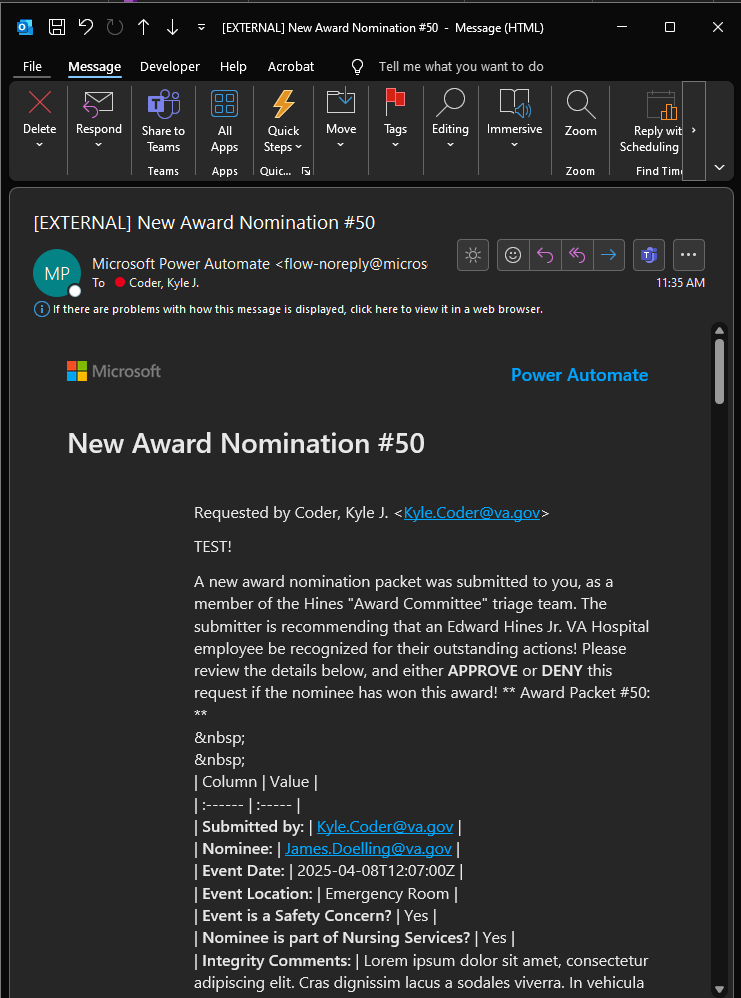 [EXTERNAL] New Award Nomination #50 - Message (HTML)
File Message Developer Help Acrobat Tell me what you want to do
Delete
Respond
Share to
Teams
All
Apps
Quick
Steps
Move
Tags
Editing
Immersive
Zoom
Reply wit
Scheduling
Teams Apps Quic... Zoom Find Time
[EXTERNAL] New Award Nomination #50
MP
Microsoft Power Automate <flow-noreply@micros
To Coder, Kyle J.
11:35 AM
If there are problems with how this message is displayed, click here to view it in a web browser.
Microsoft
Power Automate
New Award Nomination #50
Requested by Coder, Kyle J. <Kyle.Coder@va.gov>
TEST!
A new award nomination packet was submitted to you, as a
member of the Hines "Award Committee" triage team. The
submitter is recommending that an Edward Hines Jr. VA Hospital
employee be recognized for their outstanding actions! Please
review the details below, and either APPROVE or DENY this
request if the nominee has won this award! ** Award Packet #50:
**
&nbsp;
&nbsp;
| Column | Value |
| :------ | :----- |
| Submitted by: | Kyle.Coder@va.gov |
| Nominee: | James.Doelling@va.gov |
| Event Date: | 2025-04-08T12:07:00Z |
| Event Location: | Emergency Room |
| Event is a Safety Concern? | Yes |
| Nominee is part of Nursing Services? | Yes |
| Integrity Comments: | Lorem ipsum dolor sit amet, consectetur
adipiscing elit. Cras dignissim lacus a sodales viverra. In vehicula